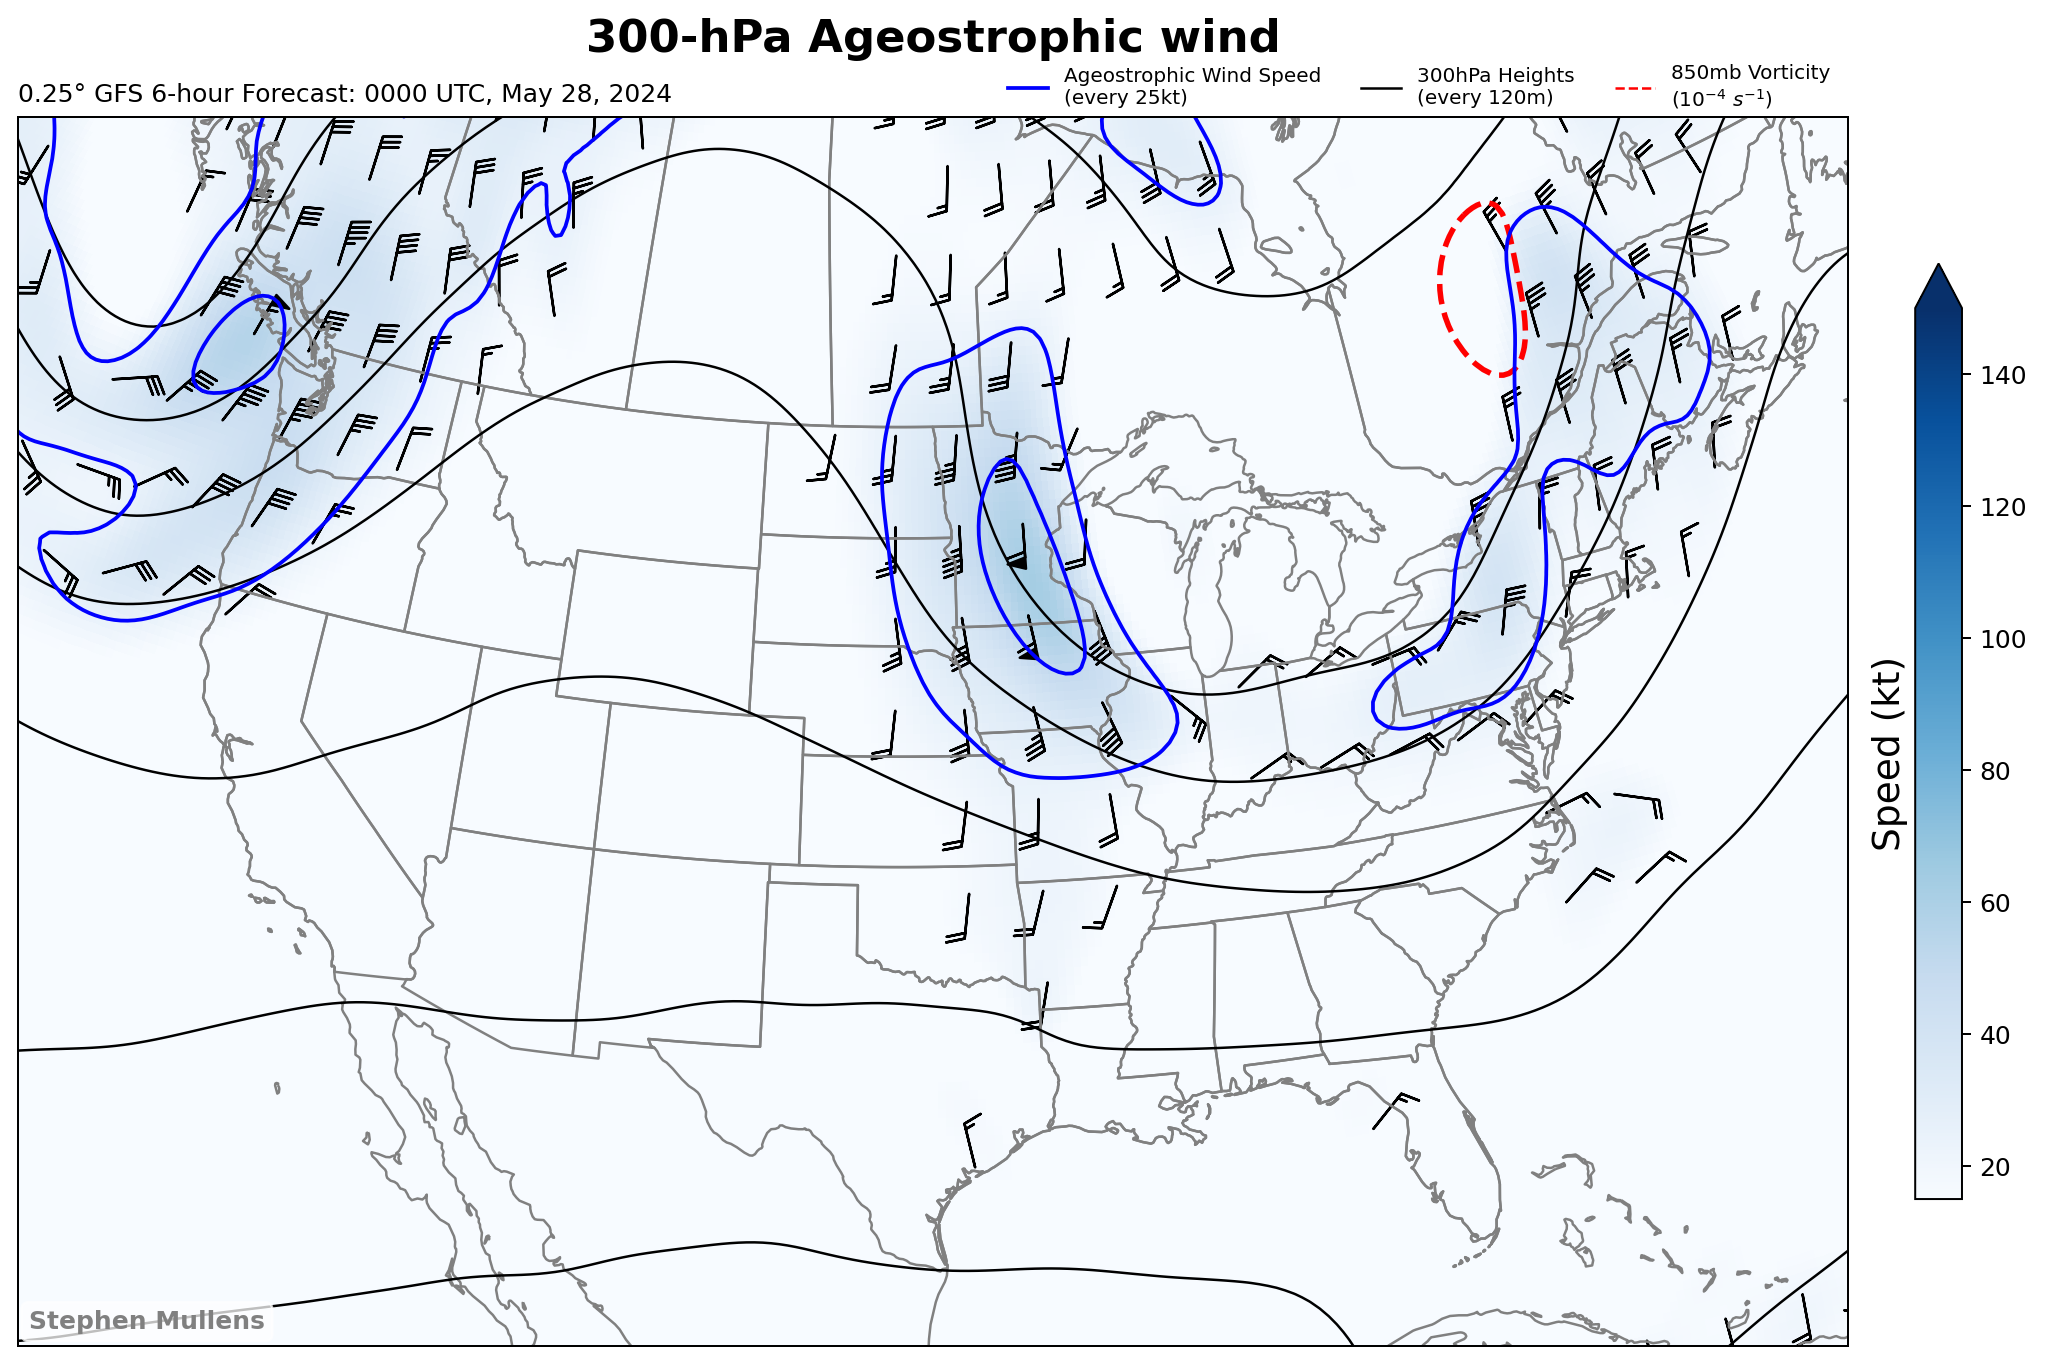 300-hPa Ageostrophic wind
0.25° GFS 6-hour Forecast: 0000 UTC, May 28, 2024
Ageostrophic Wind Speed
(every 25kt)
300hPa Heights
(every 120m)
850mb Vorticity
(10⁻⁴ s⁻¹)
140
120
100
80
60
40
20
Speed (kt)
Stephen Mullens